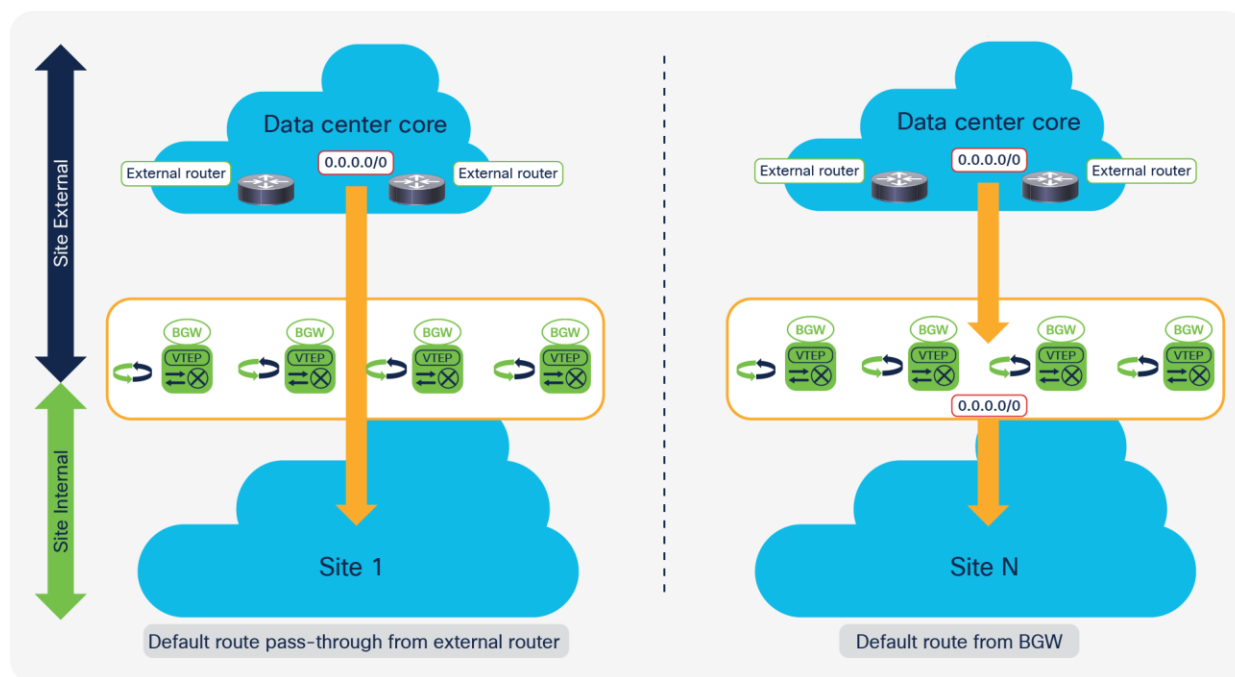 Site External
Site Internal
Data center core
External router
0.0.0.0/0
External router
BGW
BGW
BGW
BGW
VTEP
VTEP
VTEP
VTEP
Site 1
Default route pass-through from external router
Data center core
External router
0.0.0.0/0
External router
BGW
BGW
BGW
BGW
VTEP
VTEP
VTEP
VTEP
0.0.0.0/0
Site N
Default route from BGW